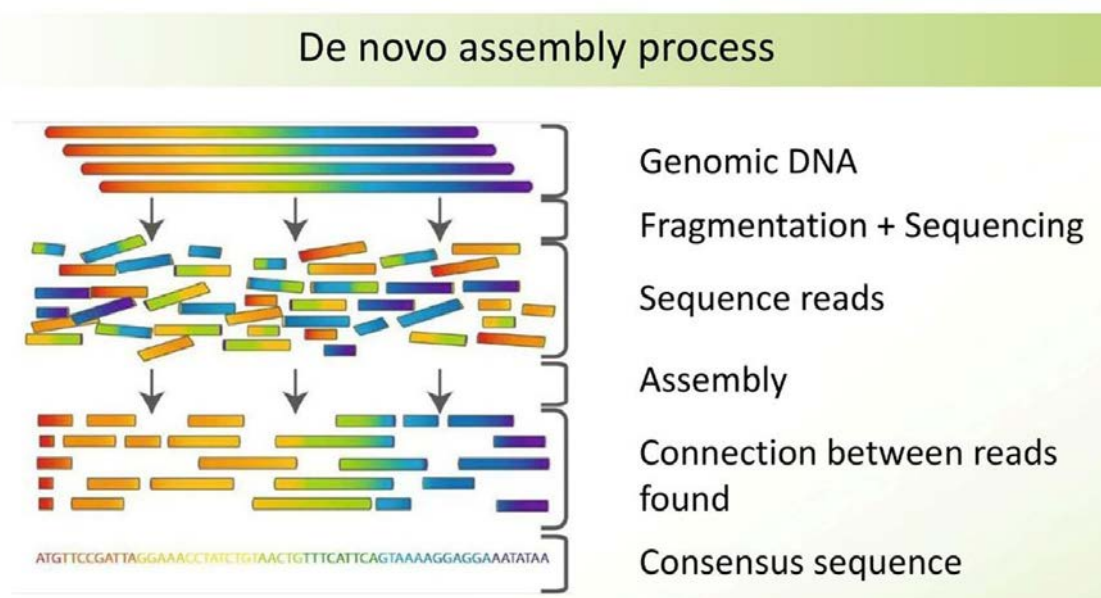 De novo assembly process
Genomic DNA
Fragmentation + Sequencing
Sequence reads
Assembly
Connection between reads
found
ATGTTCCGATTAGGAAACCTATCTGTAACTGTTTCATTCAGTAAAAGGAGGAAATATAA
Consensus sequence